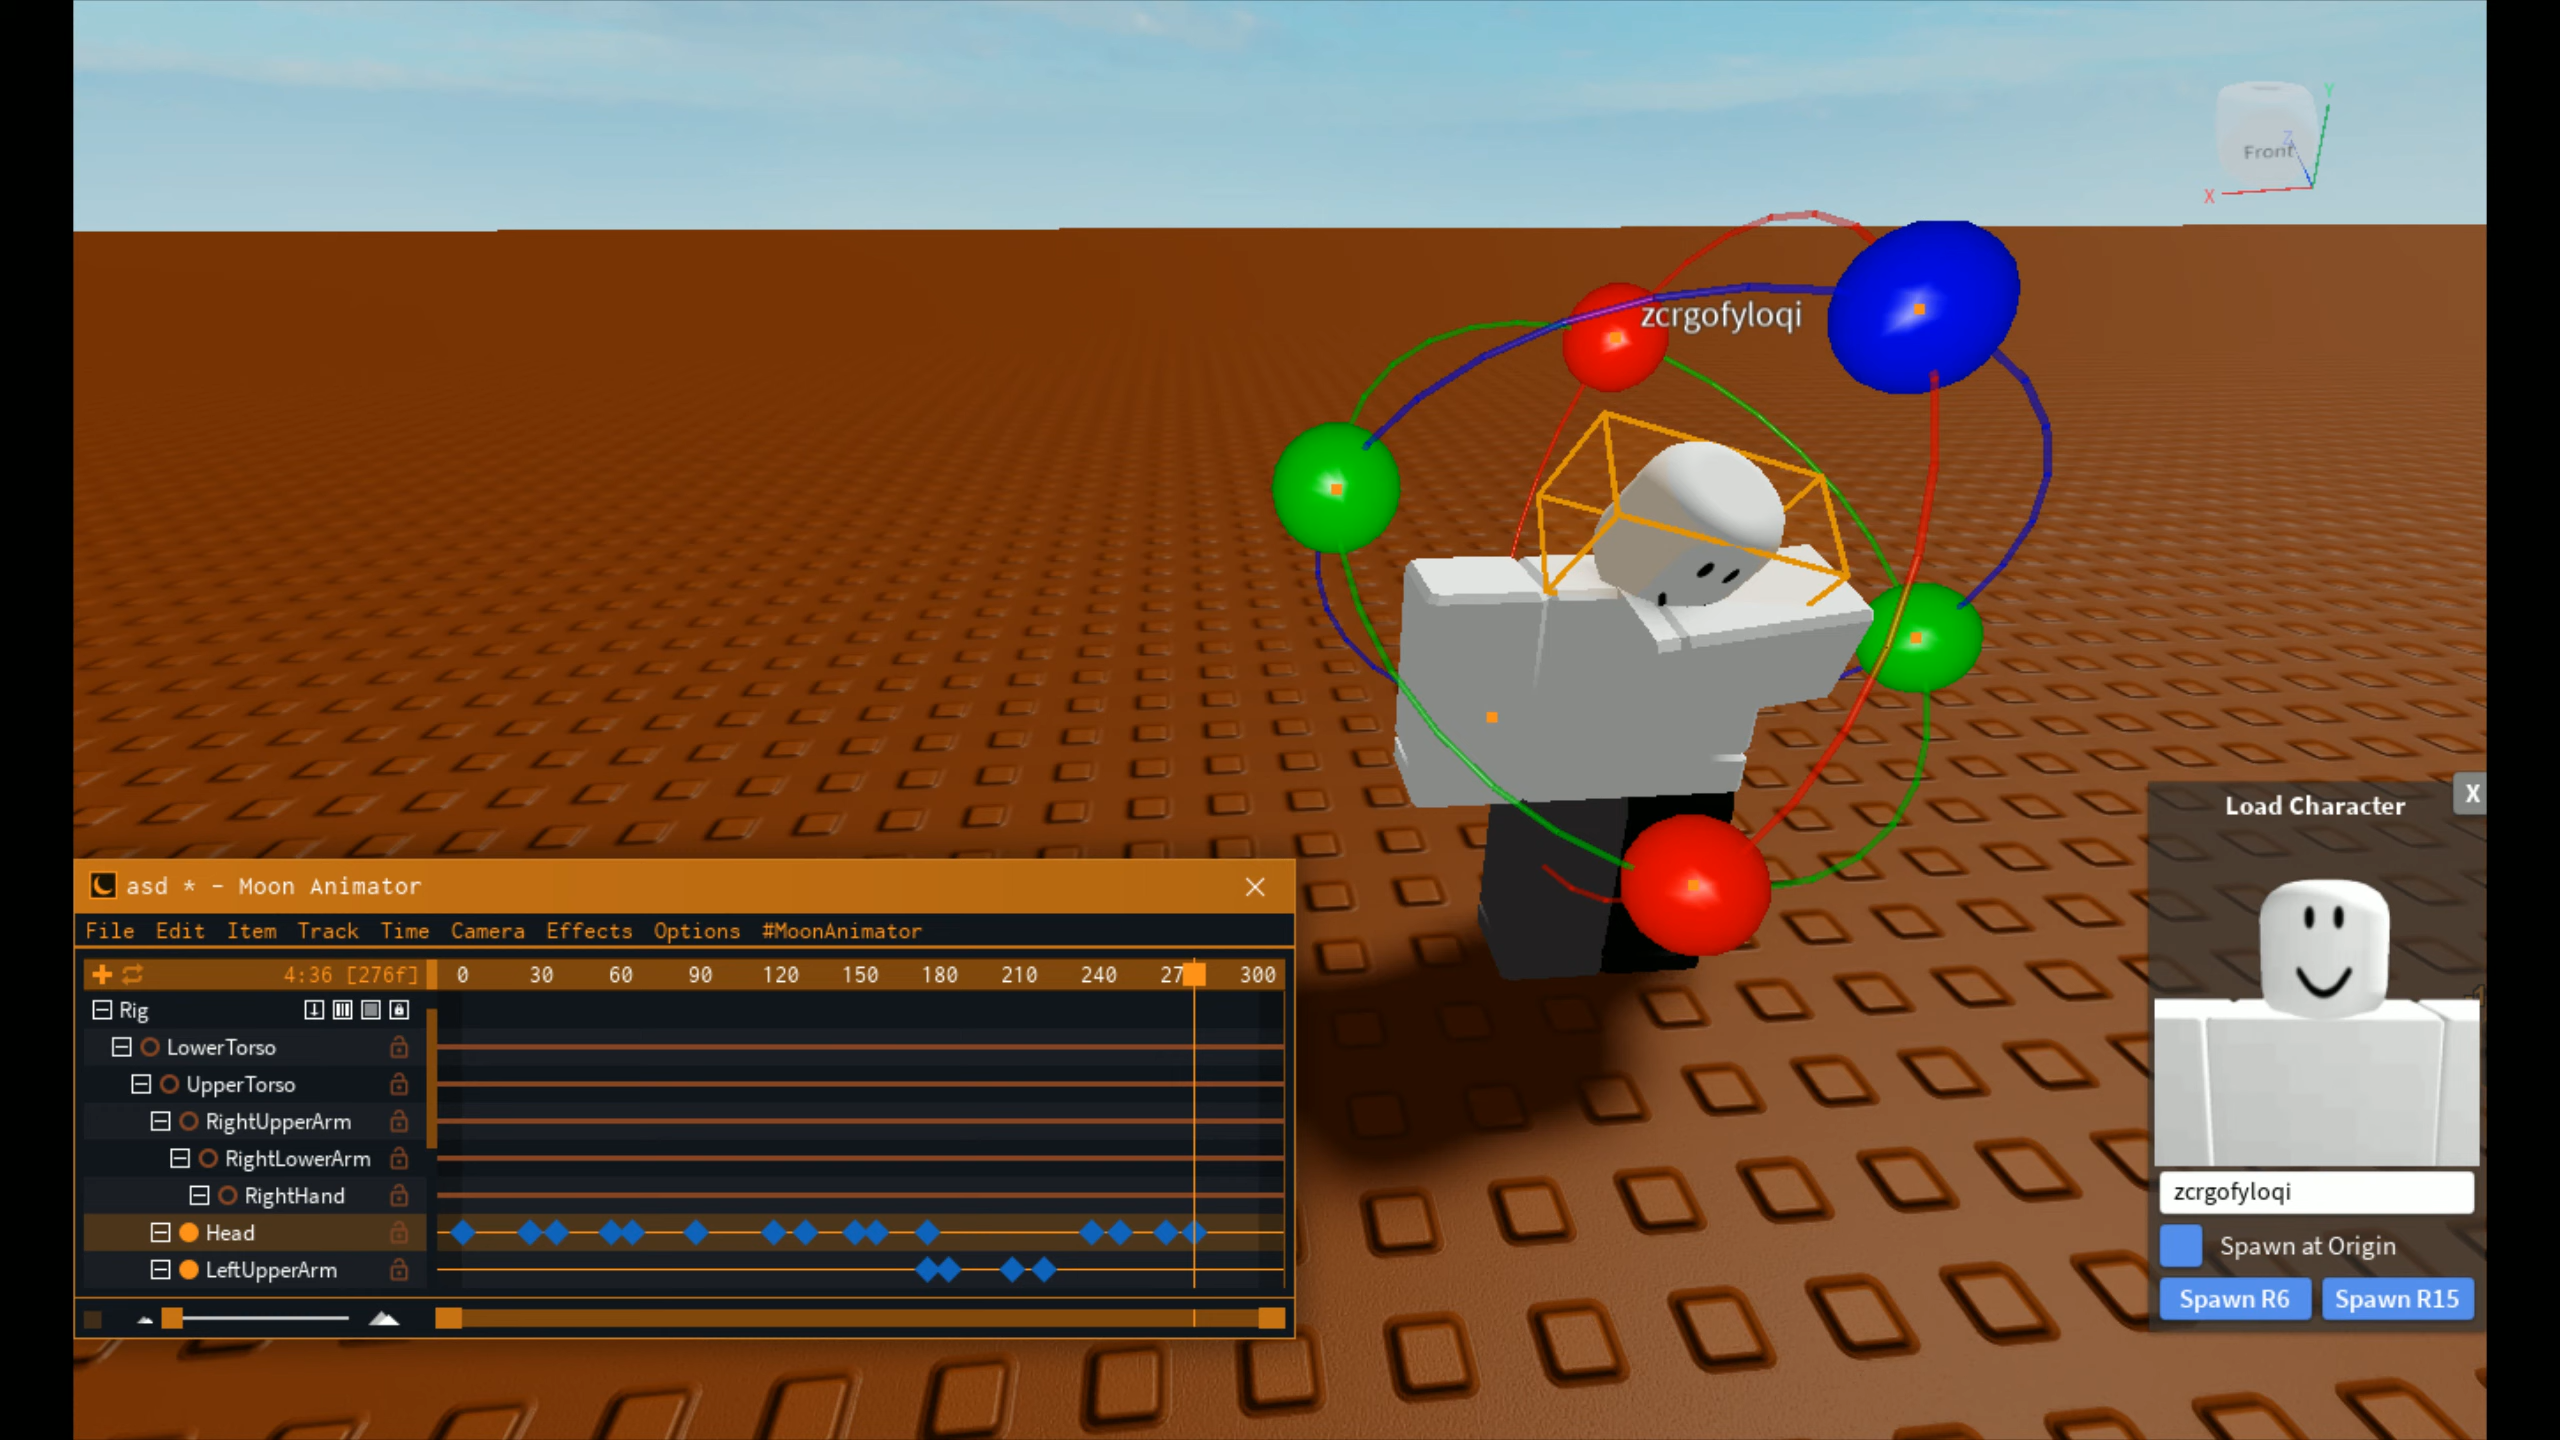 Y
Z
Front
X
zcrgofyloqi
Load Character
X
zcrgofyloqi
Spawn at Origin
Spawn R6 Spawn R15
asd * - Moon Animator
File Edit Item Track Time Camera Effects Options #MoonAnimator
4:36 [276f] 0 30 60 90 120 150 180 210 240 27 300
Rig
LowerTorso
UpperTorso
RightUpperArm
RightLowerArm
RightHand
Head
LeftUpperArm